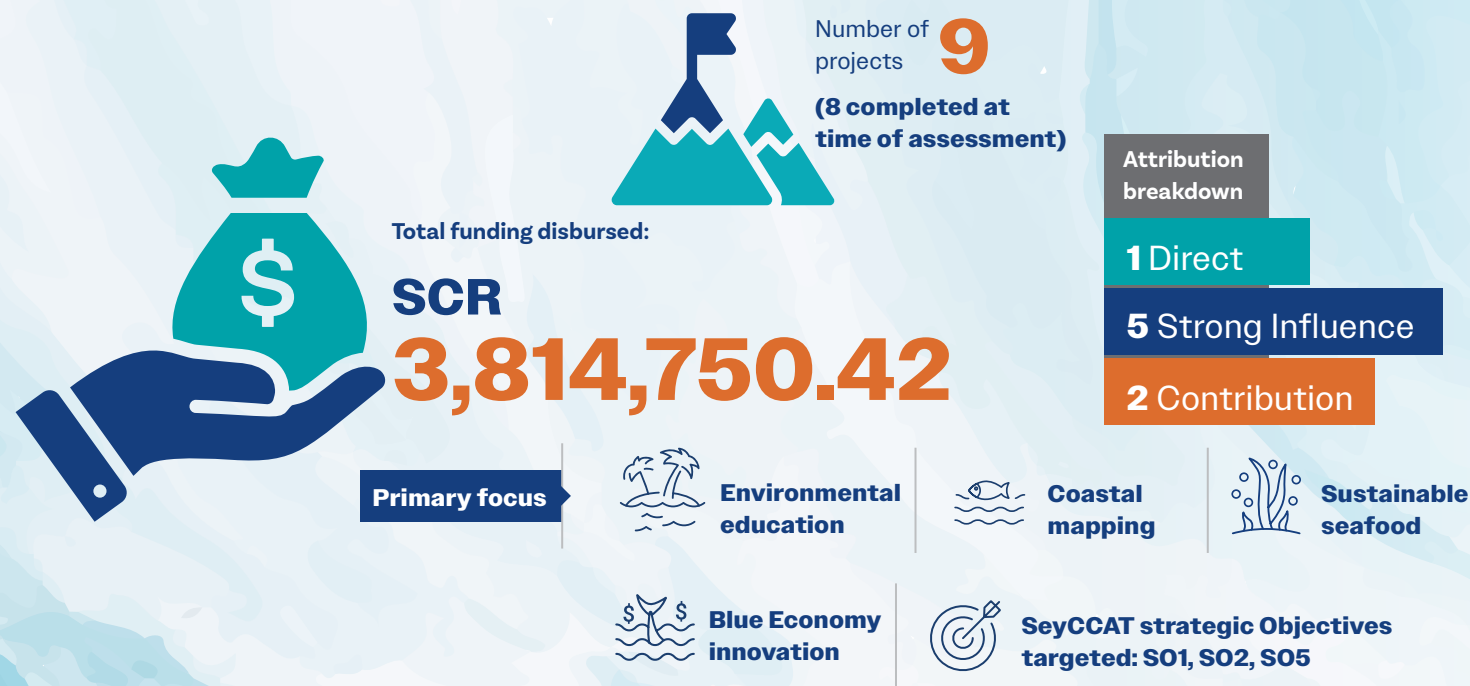 Number of
projects
9
(8 completed at
time of assessment)
Attribution
breakdown
1 Direct
5 Strong Influence
2 Contribution
$
Total funding disbursed:
SCR
3,814,750.42
Primary focus
Environmental
education
Coastal
mapping
Sustainable
seafood
$ $
Blue Economy
innovation
SeyCCAT strategic Objectives
targeted: SO1, SO2, SO5